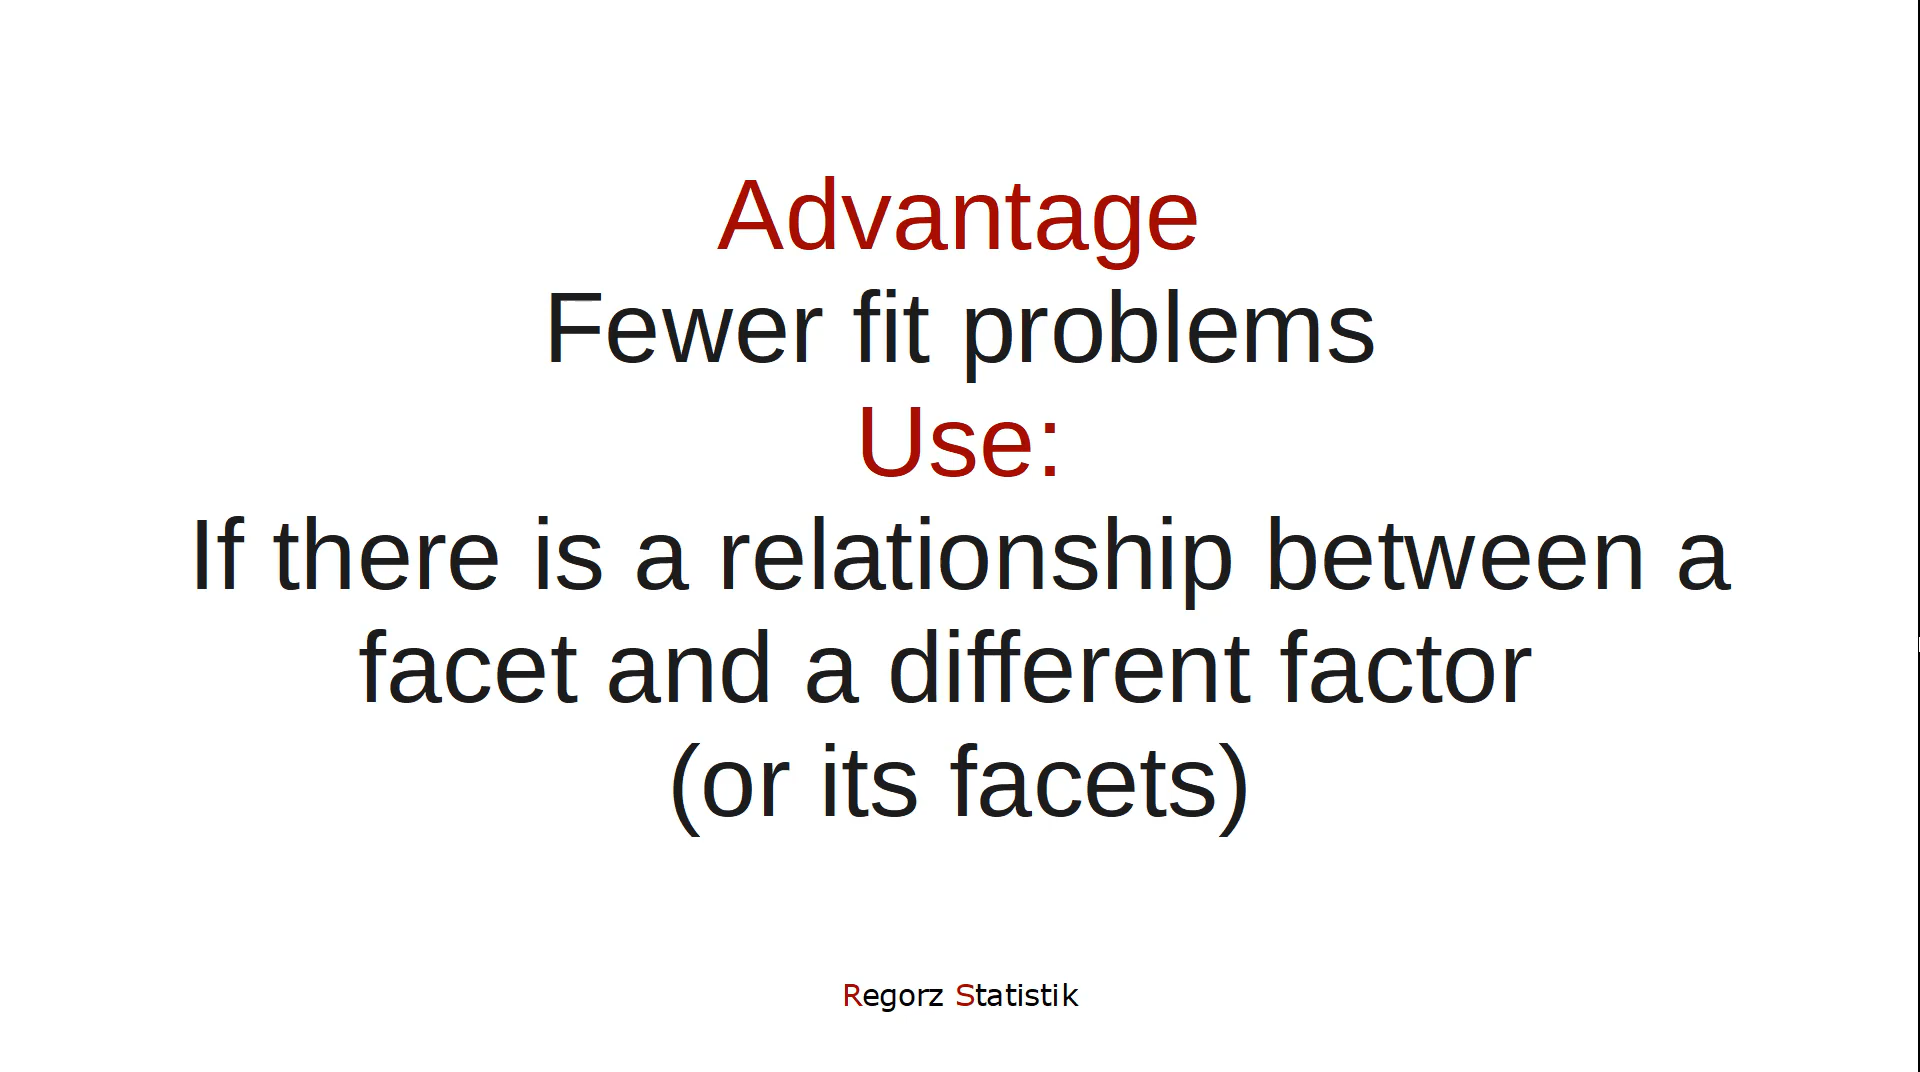 Advantage
Fewer fit problems
Use:
If there is a relationship between a
facet and a different factor
(or its facets)
Regorz Statistik